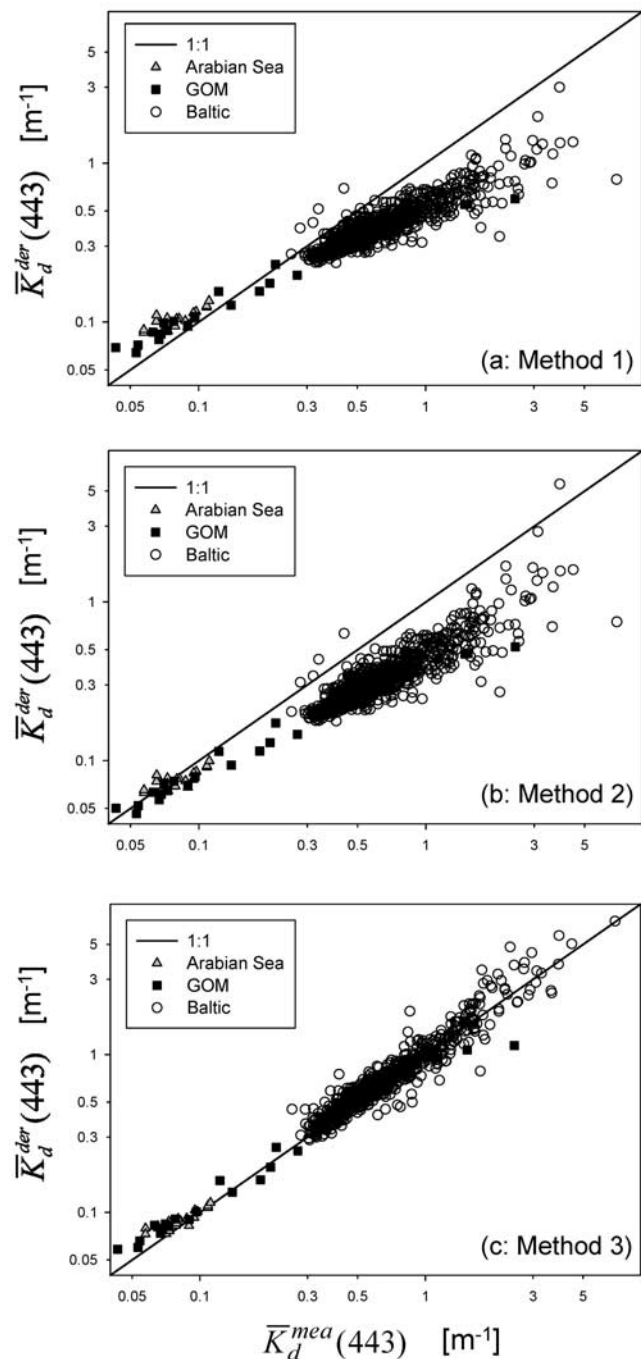 5
3
1
0.5
0.3
0.1
0.05
K̅_d^der(443) [m⁻¹]
1:1
Arabian Sea
GOM
Baltic
(a: Method 1)
0.05 0.1 0.3 0.5 1 3 5
5
3
1
0.5
0.3
0.1
0.05
K̅_d^der(443) [m⁻¹]
1:1
Arabian Sea
GOM
Baltic
(b: Method 2)
0.05 0.1 0.3 0.5 1 3 5
5
3
1
0.5
0.3
0.1
0.05
K̅_d^der(443) [m⁻¹]
1:1
Arabian Sea
GOM
Baltic
(c: Method 3)
0.05 0.1 0.3 0.5 1 3 5
K̅_d^mea(443) [m⁻¹]